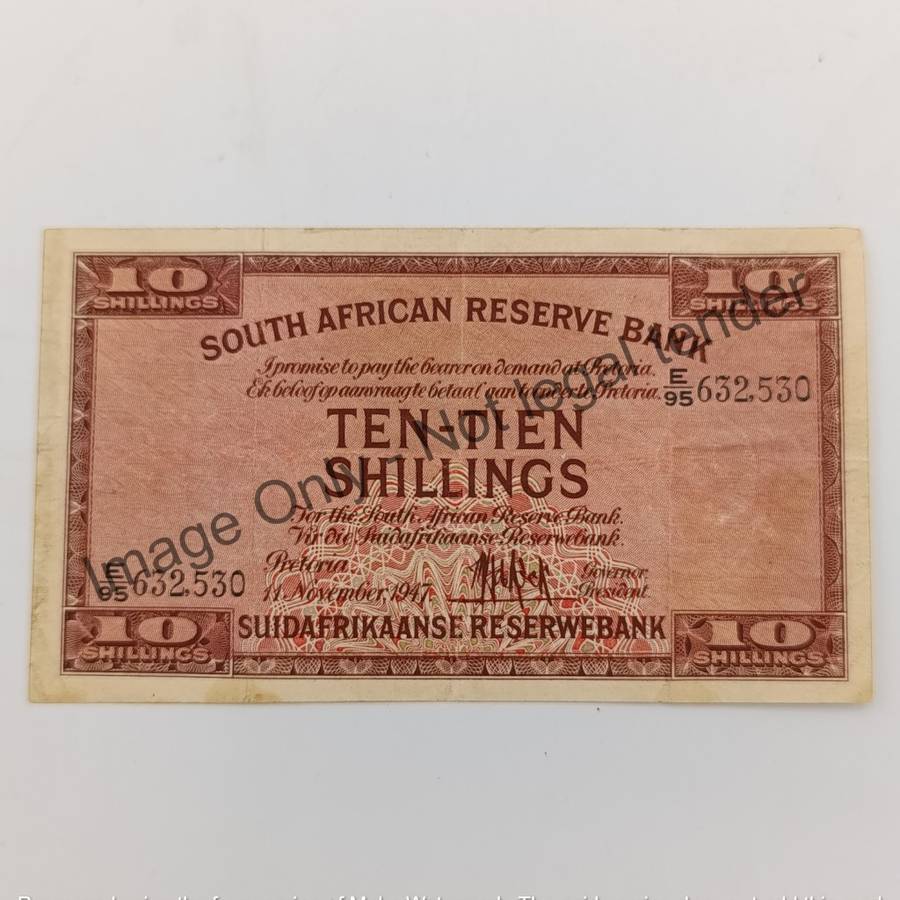 10 SHILLINGS
10 SHILLINGS
SOUTH AFRICAN RESERVE BANK
I promise to pay the bearer on demand at Pretoria.
Ek beloof op aanvraag te betaal aan toonder te Pretoria.
E/95 632,530
TEN-TIEN
SHILLINGS
For the South African Reserve Bank.
Vir die Suidafrikaanse Reserwebank.
Pretoria
11. November, 1947.
Governor
President
E/95 632,530
SUIDAFRIKAANSE RESERWEBANK
10 SHILLINGS
10 SHILLINGS
Image Only - Not legal tender